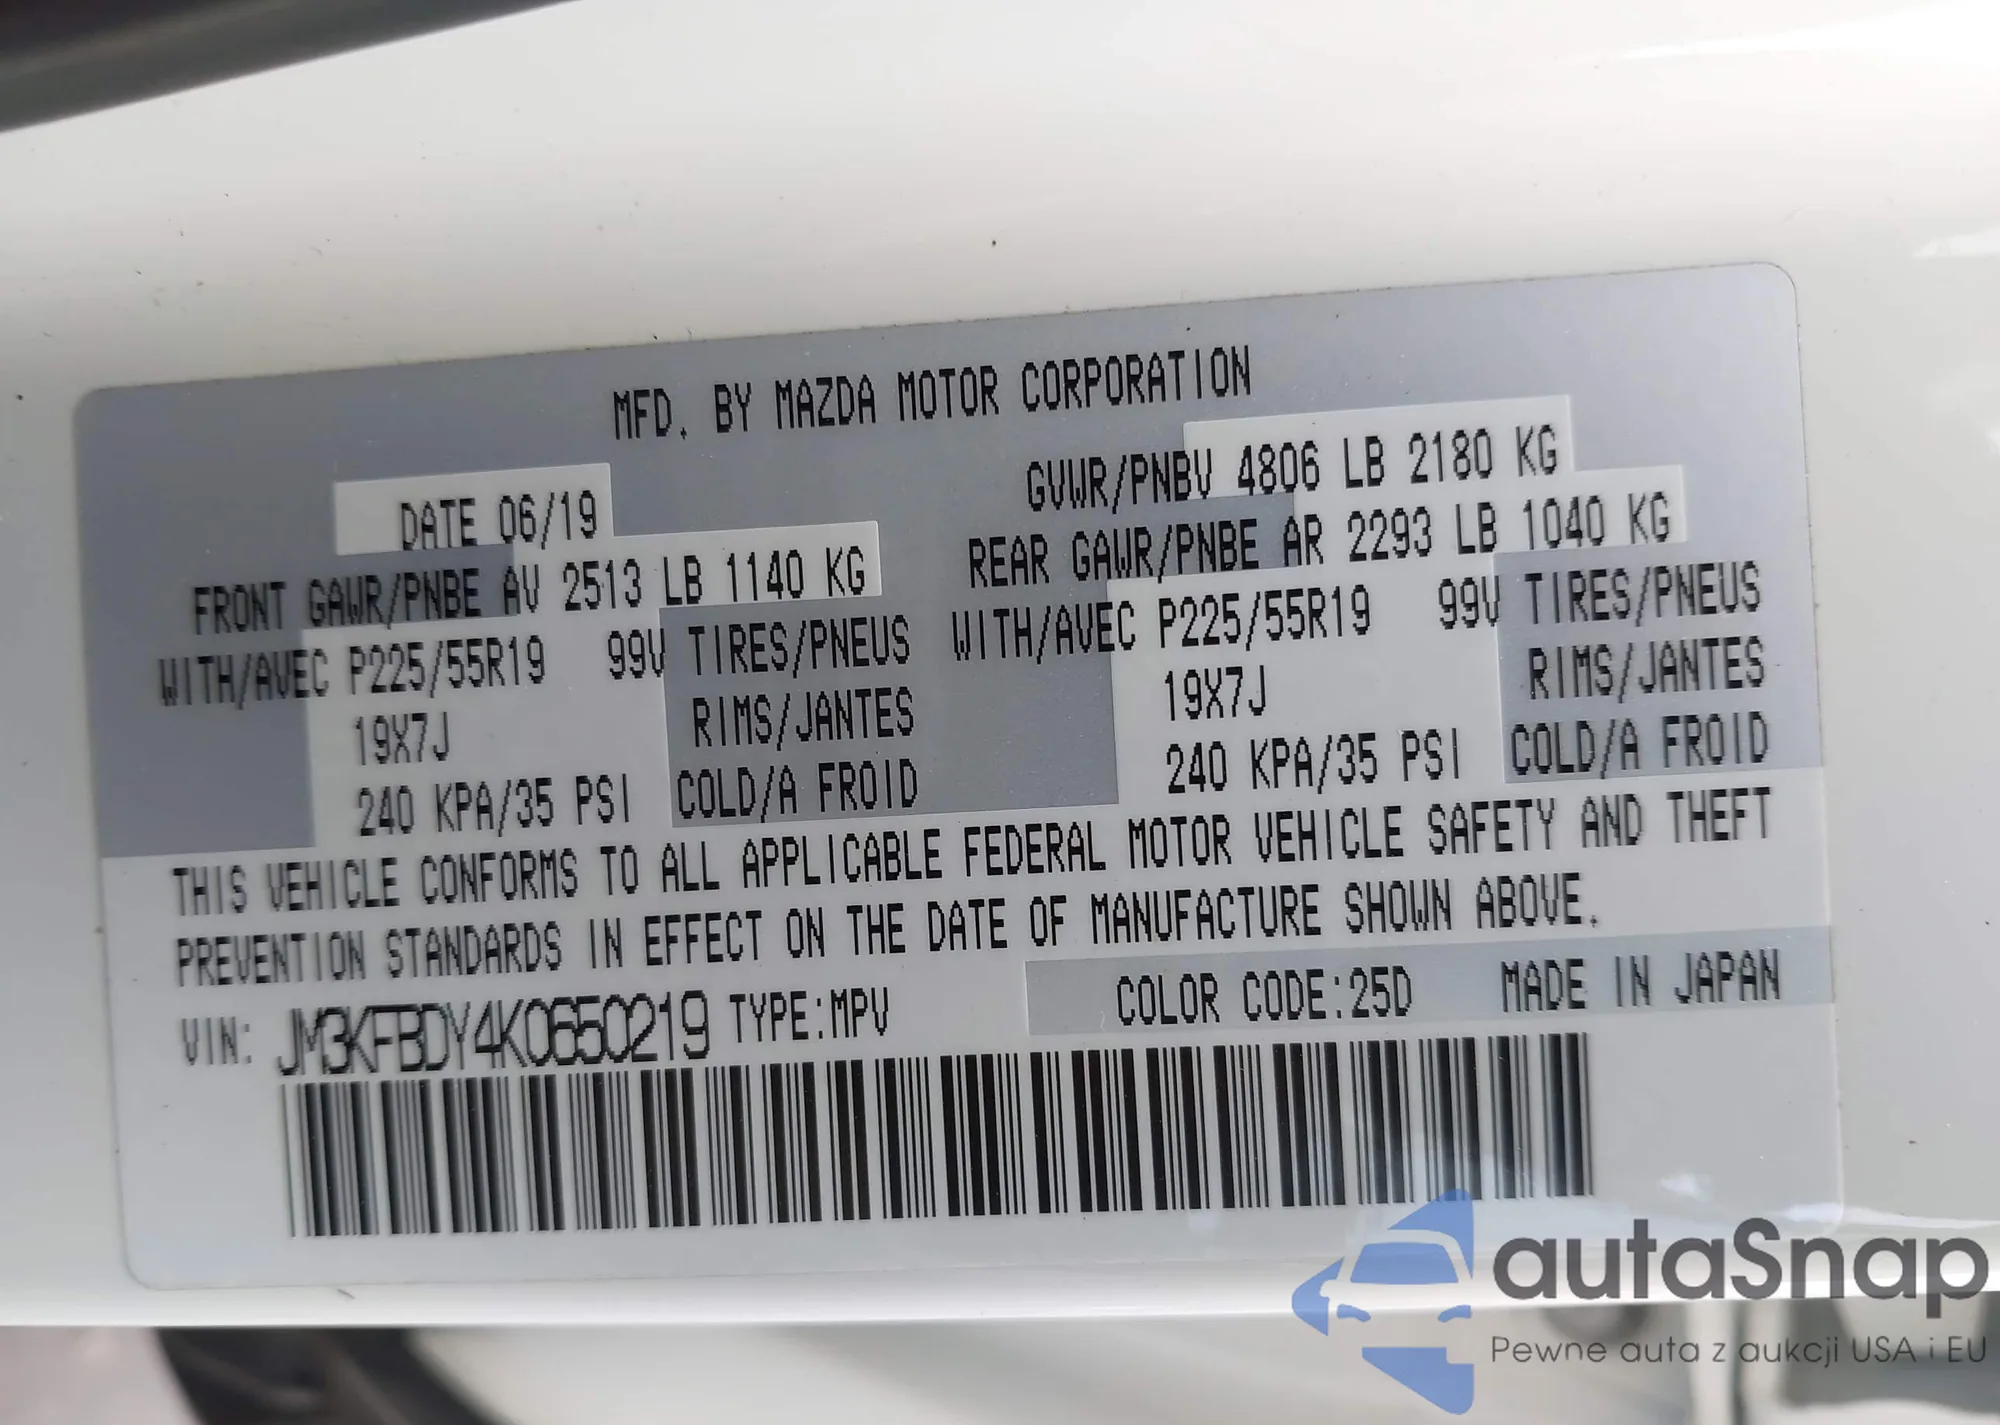 MFD. BY MAZDA MOTOR CORPORATION
DATE 06/19
GVWR/PNBV 4806 LB 2180 KG
FRONT GAWR/PNBE AV 2513 LB 1140 KG
REAR GAWR/PNBE AR 2293 LB 1040 KG
WITH/AVEC P225/55R19 99V TIRES/PNEUS
WITH/AVEC P225/55R19 99V TIRES/PNEUS
19X7J RIMS/JANTES
19X7J RIMS/JANTES
240 KPA/35 PSI COLD/A FROID
240 KPA/35 PSI COLD/A FROID
THIS VEHICLE CONFORMS TO ALL APPLICABLE FEDERAL MOTOR VEHICLE SAFETY AND THEFT
PREVENTION STANDARDS IN EFFECT ON THE DATE OF MANUFACTURE SHOWN ABOVE.
VIN: JM3KFBDY4K0650219 TYPE:MPV COLOR CODE:25D MADE IN JAPAN
autaSnap
Pewne auta z aukcji USA i EU